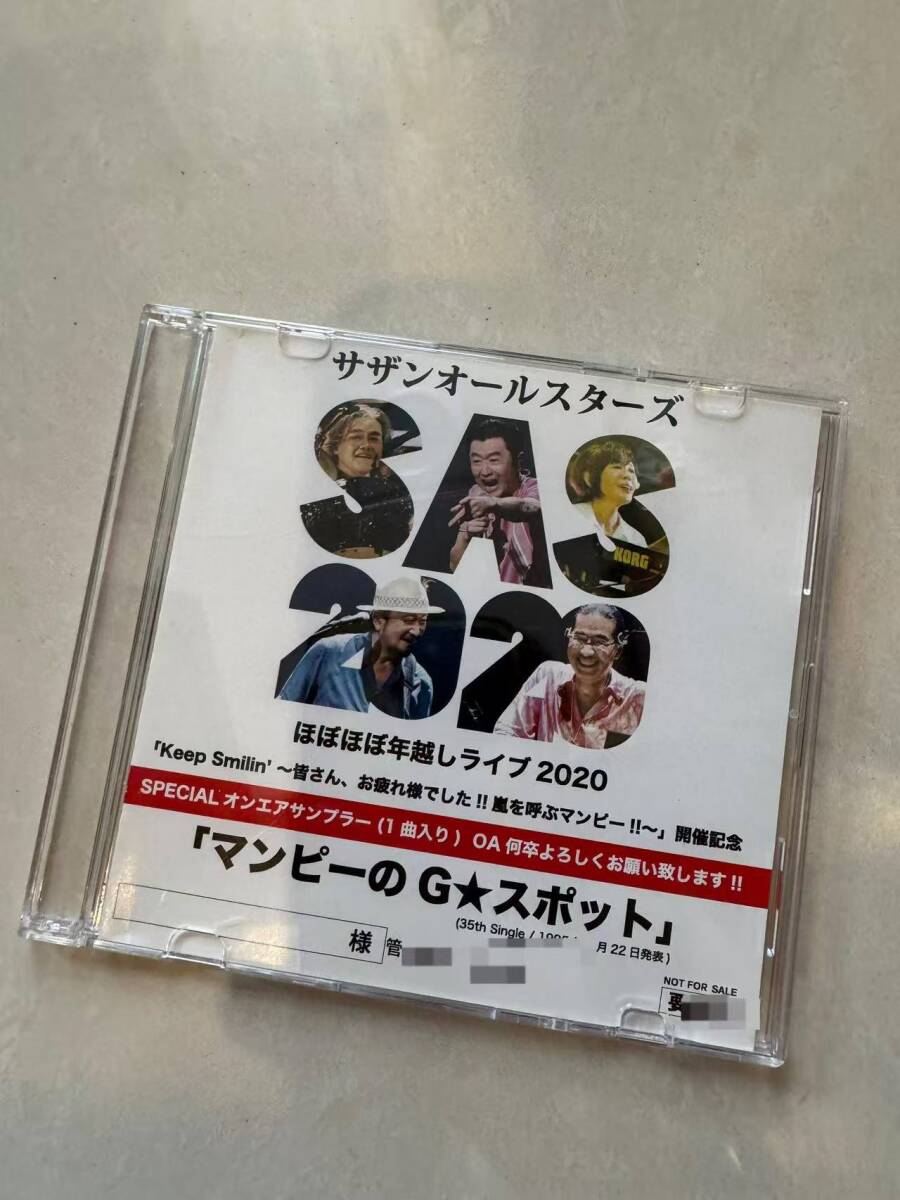 サザンオールスターズ
SAS
KORG
2020
ほぼほぼ年越しライブ 2020
「Keep Smilin' ～皆さん、お疲れ様でした!! 嵐を呼ぶマンピー!!～」開催記念
SPECIAL オンエアサンプラー (1 曲入り) OA 何卒よろしくお願い致します!!
「マンピーの G★スポット」
(35th Single / 1995 月 22 日発表)
様 管
NOT FOR SALE
要